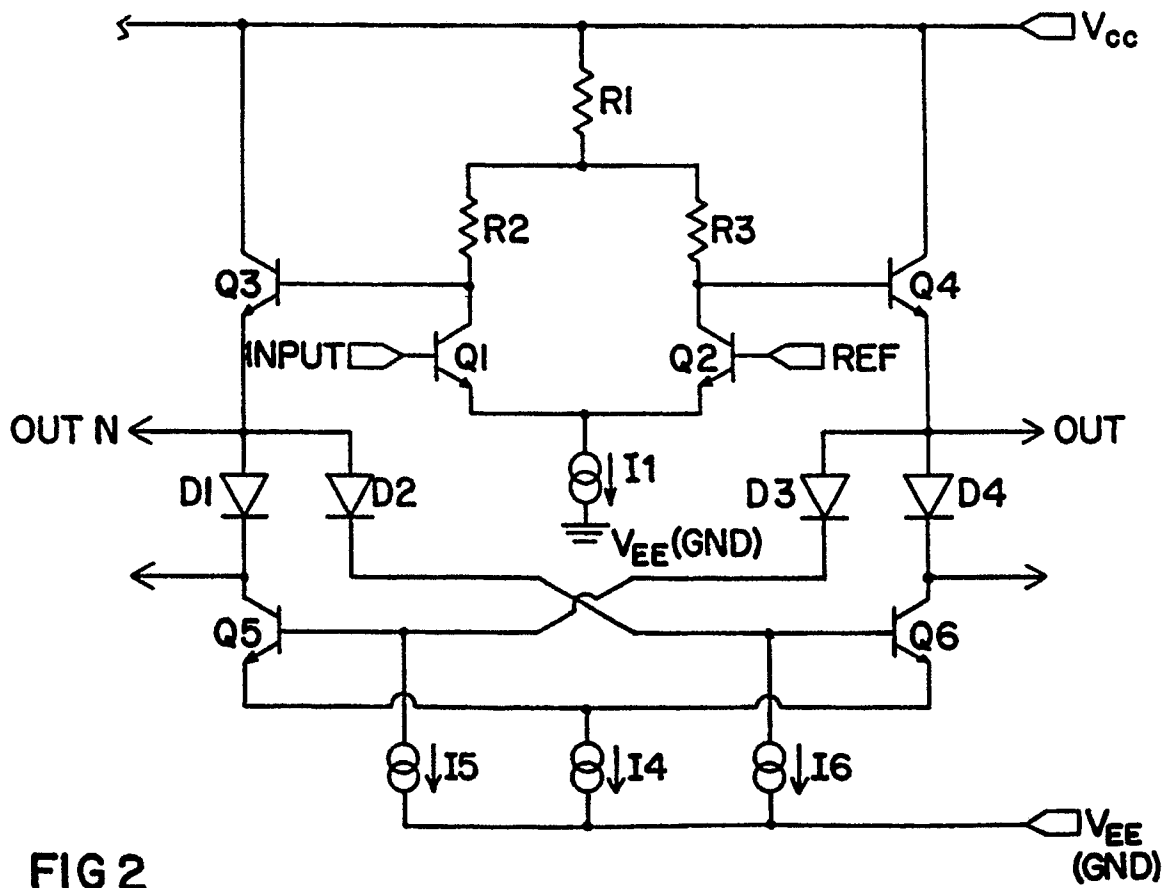 Vcc
R1
R2
R3
Q3
Q4
INPUT
Q1
Q2
REF
OUT N
OUT
D1
D2
I1
D3
D4
VEE (GND)
Q5
Q6
I5
I4
I6
VEE
(GND)
FIG 2